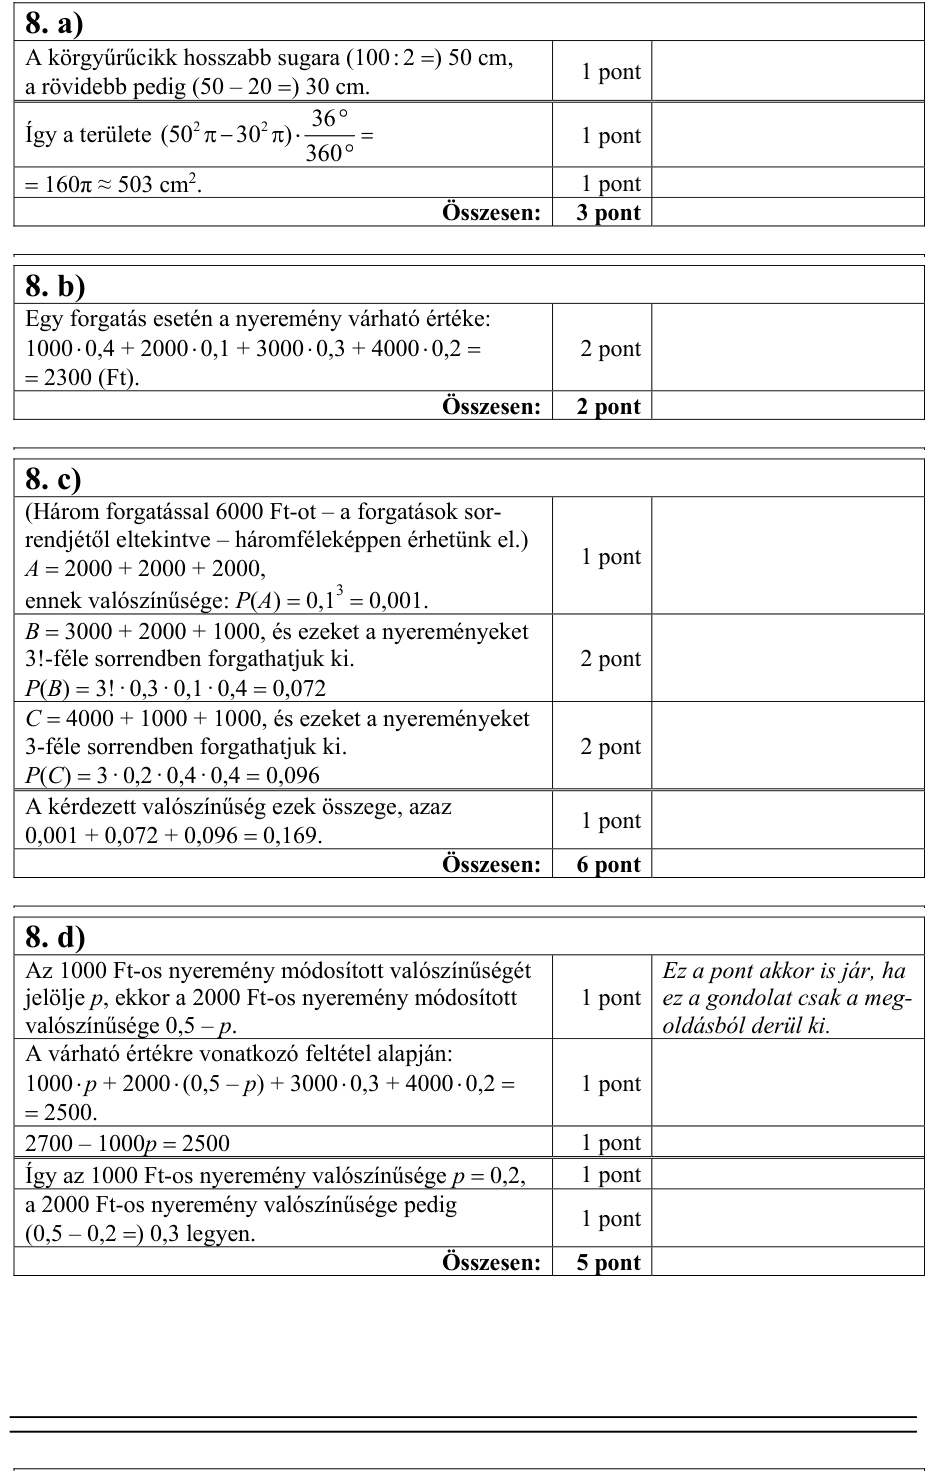 8. a)
A körgyűrűcikk hosszabb sugara (100 : 2 =) 50 cm,
a rövidebb pedig (50 – 20 =) 30 cm.
1 pont
Így a területe (50² π – 30² π) · 36° / 360° =
1 pont
= 160π ≈ 503 cm².
1 pont
Összesen: 3 pont
8. b)
Egy forgatás esetén a nyeremény várható értéke:
1000 · 0,4 + 2000 · 0,1 + 3000 · 0,3 + 4000 · 0,2 =
= 2300 (Ft).
2 pont
Összesen: 2 pont
8. c)
(Három forgatással 6000 Ft-ot – a forgatások sor-
rendjétől eltekintve – háromféleképpen érhetünk el.)
A = 2000 + 2000 + 2000,
ennek valószínűsége: P(A) = 0,1³ = 0,001.
1 pont
B = 3000 + 2000 + 1000, és ezeket a nyereményeket
3!-féle sorrendben forgathatjuk ki.
P(B) = 3! · 0,3 · 0,1 · 0,4 = 0,072
2 pont
C = 4000 + 1000 + 1000, és ezeket a nyereményeket
3-féle sorrendben forgathatjuk ki.
P(C) = 3 · 0,2 · 0,4 · 0,4 = 0,096
2 pont
A kérdezett valószínűség ezek összege, azaz
0,001 + 0,072 + 0,096 = 0,169.
1 pont
Összesen: 6 pont
8. d)
Az 1000 Ft-os nyeremény módosított valószínűségét
jelölje p, ekkor a 2000 Ft-os nyeremény módosított
valószínűsége 0,5 – p.
1 pont
Ez a pont akkor is jár, ha
ez a gondolat csak a meg-
oldásból derül ki.
A várható értékre vonatkozó feltétel alapján:
1000 · p + 2000 · (0,5 – p) + 3000 · 0,3 + 4000 · 0,2 =
= 2500.
1 pont
2700 – 1000p = 2500
1 pont
Így az 1000 Ft-os nyeremény valószínűsége p = 0,2,
1 pont
a 2000 Ft-os nyeremény valószínűsége pedig
(0,5 – 0,2 =) 0,3 legyen.
1 pont
Összesen: 5 pont